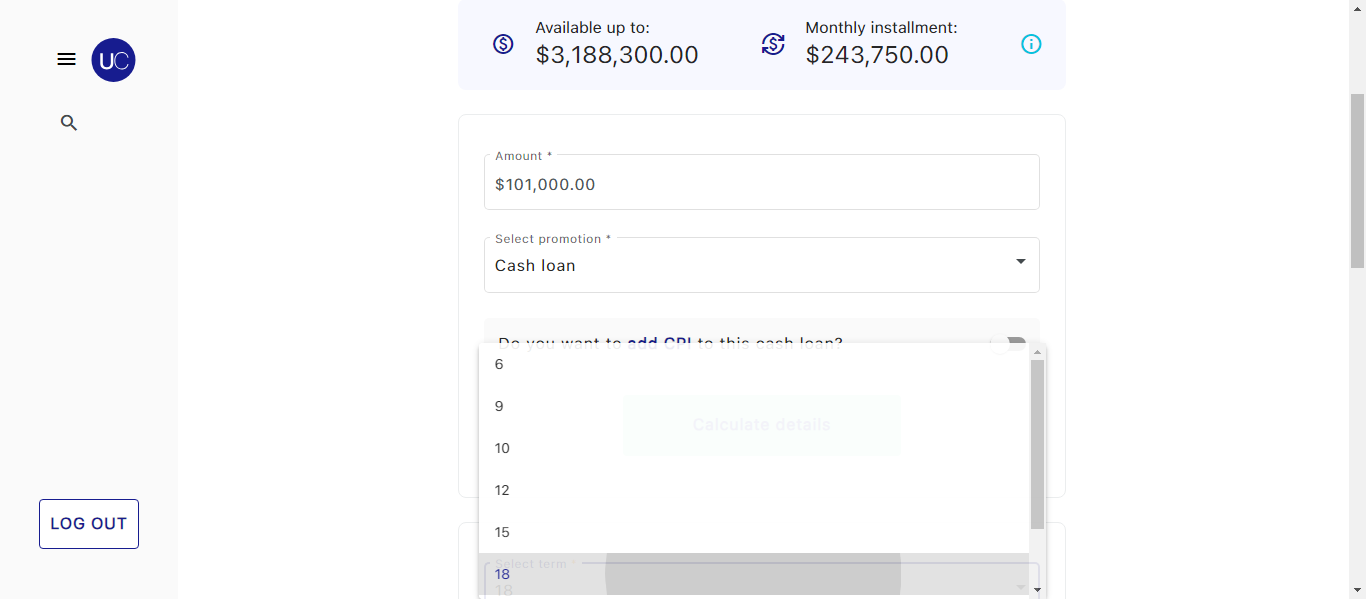 UC
LOG OUT
Available up to:
$3,188,300.00
Monthly installment:
$243,750.00
Amount *
$101,000.00
Select promotion *
Cash loan
Do you want to add CPI to this cash loan?
6
9
Calculate details
10
12
15
Select term *
18
18